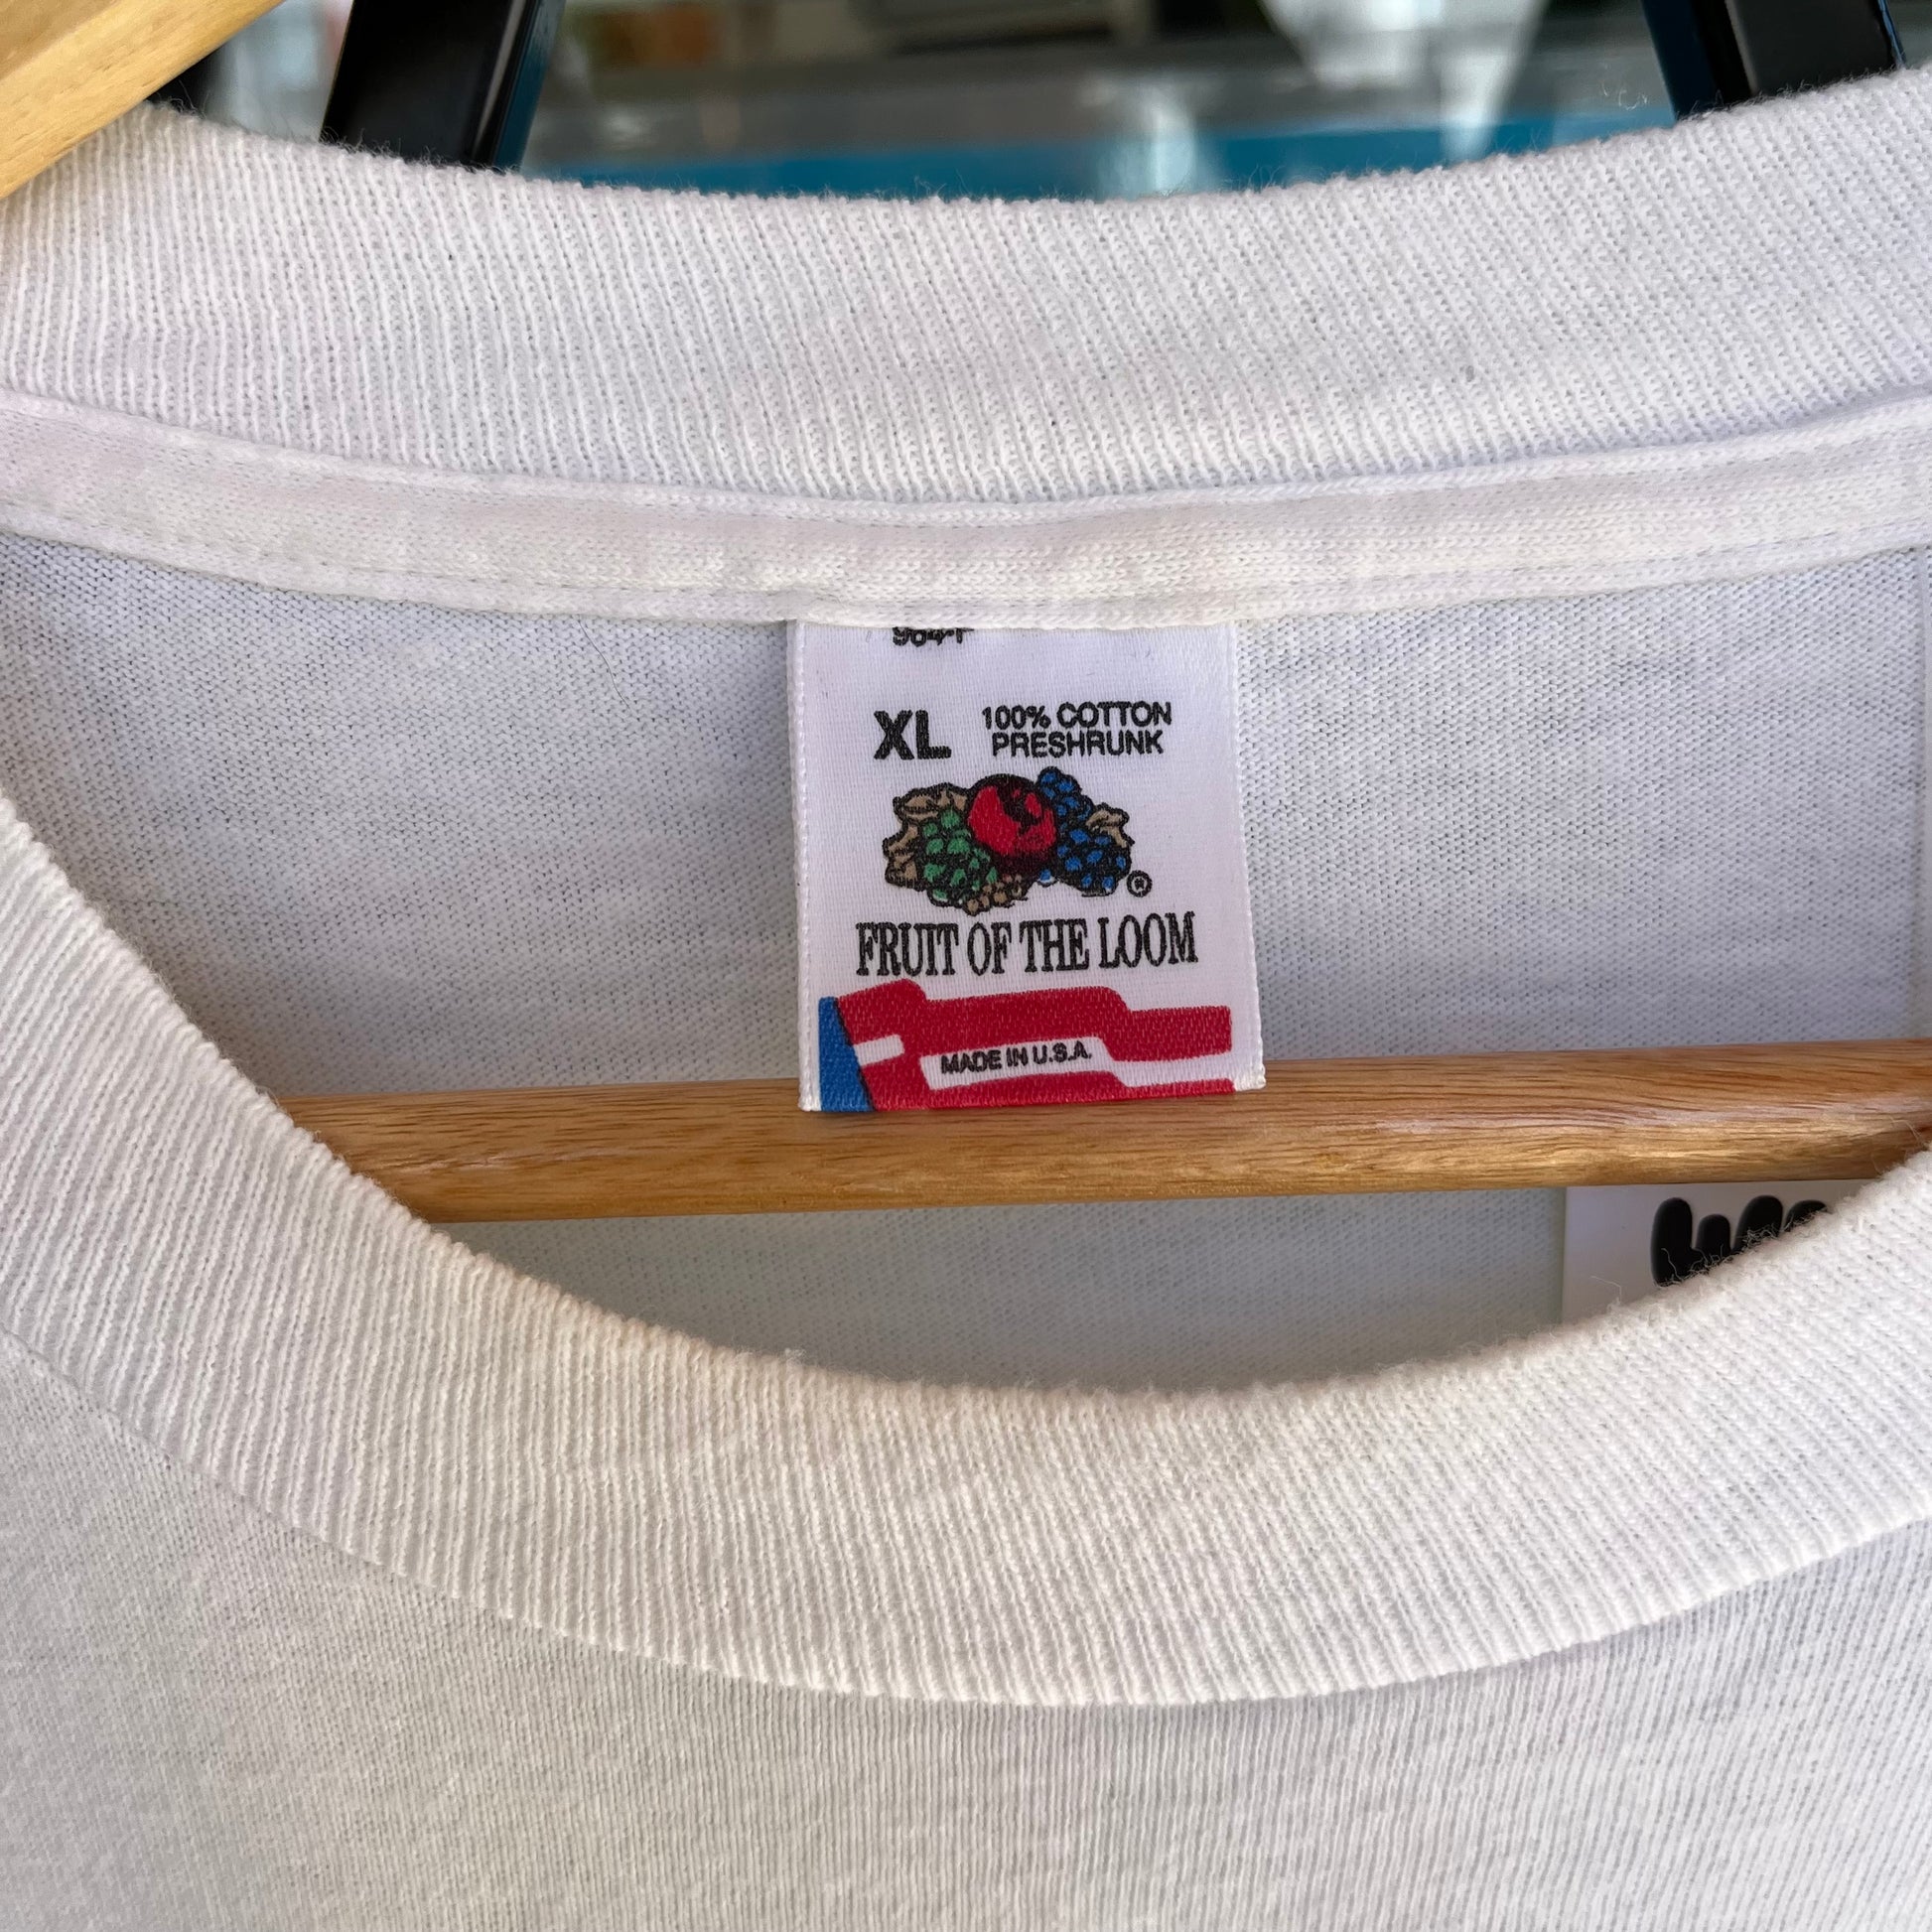 XL 100% COTTON
PRESHRUNK
®
FRUIT OF THE LOOM
MADE IN U.S.A.